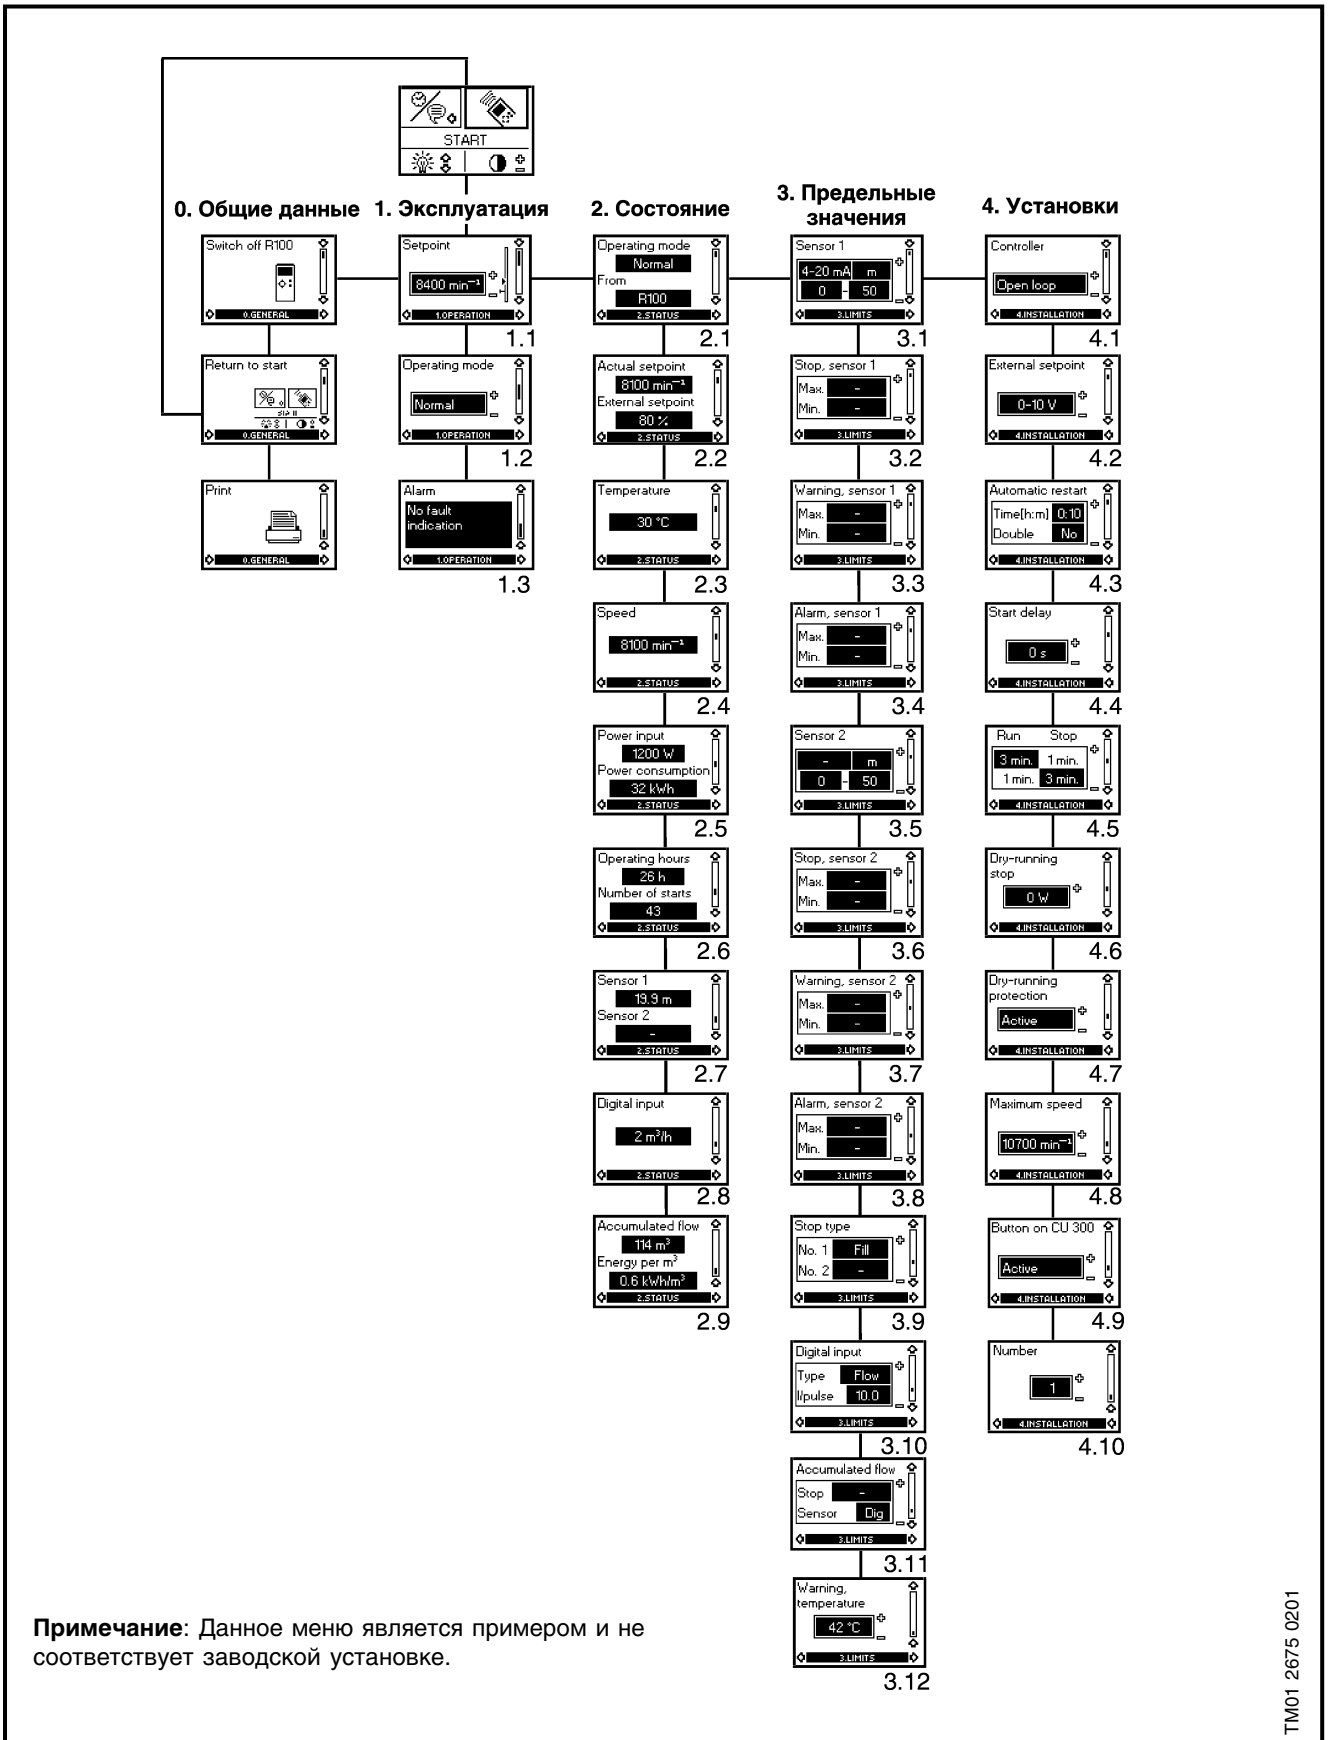 START
0. Общие данные
Switch off R100
0.GENERAL
Return to start
START
0.GENERAL
Print
0.GENERAL
1. Эксплуатация
Setpoint
8400 min⁻¹
1.OPERATION
1.1
Operating mode
Normal
1.OPERATION
1.2
Alarm
No fault
indication
1.OPERATION
1.3
2. Состояние
Operating mode
Normal
From
R100
2.STATUS
2.1
Actual setpoint
8100 min⁻¹
External setpoint
80 %
2.STATUS
2.2
Temperature
30 °C
2.STATUS
2.3
Speed
8100 min⁻¹
2.STATUS
2.4
Power input
1200 W
Power consumption
32 kWh
2.STATUS
2.5
Operating hours
26 h
Number of starts
43
2.STATUS
2.6
Sensor 1
19.9 m
Sensor 2
-
2.STATUS
2.7
Digital input
2 m³/h
2.STATUS
2.8
Accumulated flow
114 m³
Energy per m³
0.6 kWh/m³
2.STATUS
2.9
3. Предельные
значения
Sensor 1
4-20 mA m
0 - 50
3.LIMITS
3.1
Stop, sensor 1
Max. -
Min. -
3.LIMITS
3.2
Warning, sensor 1
Max. -
Min. -
3.LIMITS
3.3
Alarm, sensor 1
Max. -
Min. -
3.LIMITS
3.4
Sensor 2
- m
0 - 50
3.LIMITS
3.5
Stop, sensor 2
Max. -
Min. -
3.LIMITS
3.6
Warning, sensor 2
Max. -
Min. -
3.LIMITS
3.7
Alarm, sensor 2
Max. -
Min. -
3.LIMITS
3.8
Stop type
No. 1 Fill
No. 2 -
3.LIMITS
3.9
Digital input
Type Flow
l/pulse 10.0
3.LIMITS
3.10
Accumulated flow
Stop -
Sensor Dig
3.LIMITS
3.11
Warning,
temperature
42 °C
3.LIMITS
3.12
4. Установки
Controller
Open loop
4.INSTALLATION
4.1
External setpoint
0-10 V
4.INSTALLATION
4.2
Automatic restart
Time[h:m] 0:10
Double No
4.INSTALLATION
4.3
Start delay
0 s
4.INSTALLATION
4.4
Run Stop
3 min. 1 min.
1 min. 3 min.
4.INSTALLATION
4.5
Dry-running
stop
0 W
4.INSTALLATION
4.6
Dry-running
protection
Active
4.INSTALLATION
4.7
Maximum speed
10700 min⁻¹
4.INSTALLATION
4.8
Button on CU 300
Active
4.INSTALLATION
4.9
Number
1
4.INSTALLATION
4.10
Примечание: Данное меню является примером и не
соответствует заводской установке.
TM01 2675 0201